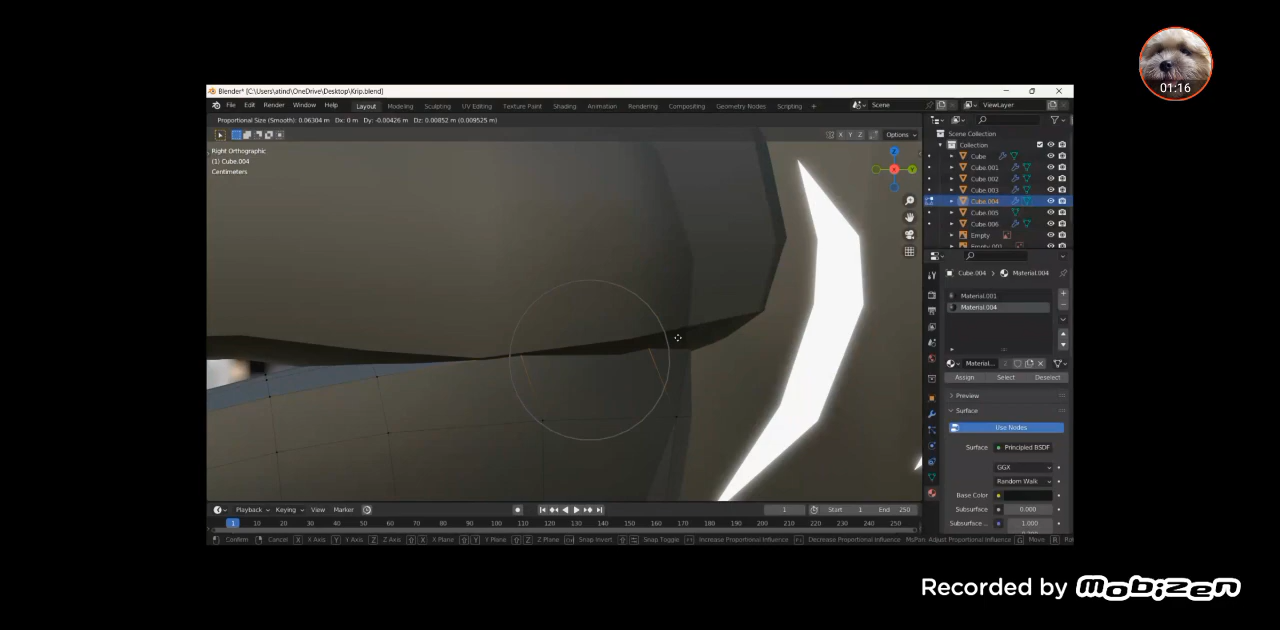 01:16
Blender* [C:\Users\atind\OneDrive\Desktop\Krip.blend]
File Edit Render Window Help Layout Modeling Sculpting UV Editing Texture Paint Shading Animation Rendering Compositing Geometry Nodes Scripting + Scene ViewLayer
Proportional Size (Smooth): 0.06304 m Dx: 0 m Dy: -0.00426 m Dz: 0.00852 m (0.009525 m)
X Y Z Options
Right Orthographic
(1) Cube.004
Centimeters
Scene Collection
Collection
Cube
Cube.001
Cube.002
Cube.003
Cube.004
Cube.005
Cube.006
Empty
Empty.001
Cube.004 > Material.004
Material.001
Material.004
Material...
Assign Select Deselect
Preview
Surface
Use Nodes
Surface Principled BSDF
GGX
Random Walk
Base Color
Subsurface 0.000
Subsurface ... 1.000
Playback Keying View Marker 1 Start 1 End 250
1 10 20 30 40 50 60 70 80 90 100 110 120 130 140 150 160 170 180 190 200 210 220 230 240 250
Confirm Cancel X X Axis Y Y Axis Z Z Axis X X Plane Y Y Plane Z Z Plane Snap Invert Snap Toggle Increase Proportional Influence Decrease Proportional Influence Adjust Proportional Influence G Move R
Recorded by Mobizen